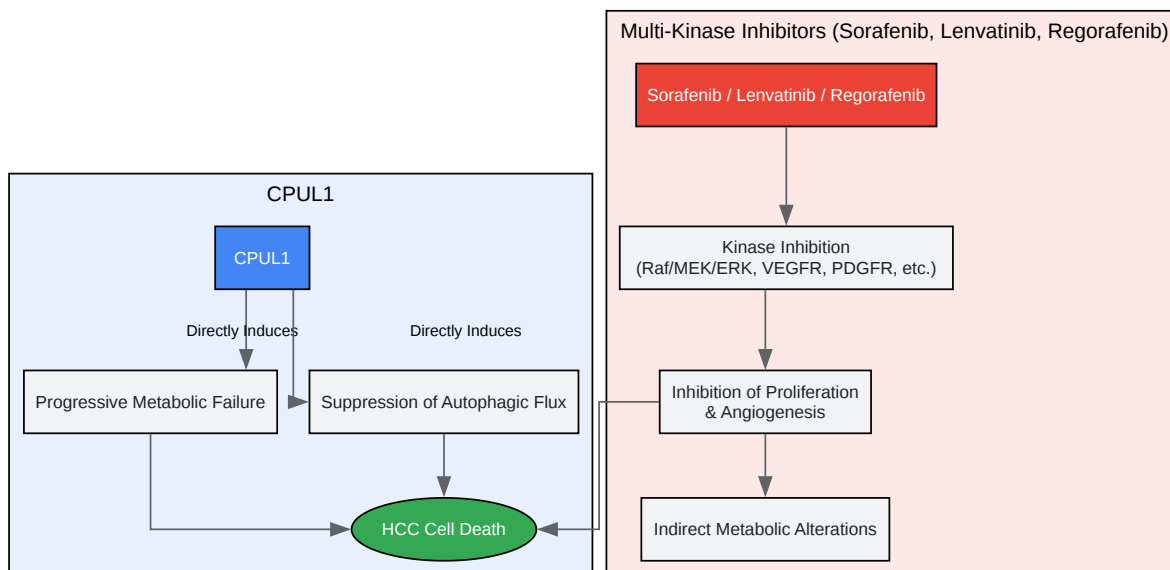 Multi-Kinase Inhibitors (Sorafenib, Lenvatinib, Regorafenib)
Sorafenib / Lenvatinib / Regorafenib
CPUL1
CPUL1
Kinase Inhibition
(Raf/MEK/ERK, VEGFR, PDGFR, etc.)
Directly Induces
Directly Induces
Progressive Metabolic Failure
Suppression of Autophagic Flux
Inhibition of Proliferation
& Angiogenesis
HCC Cell Death
Indirect Metabolic Alterations